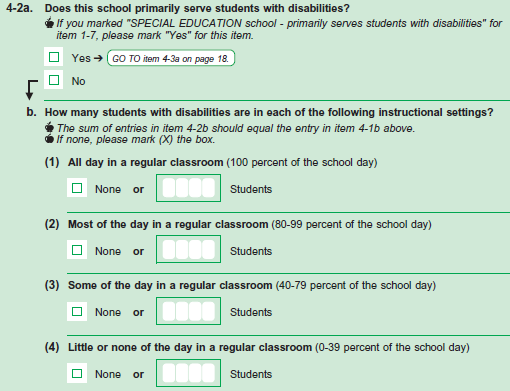 4-2a. Does this school primarily serve students with disabilities?
If you marked "SPECIAL EDUCATION school - primarily serves students with disabilities" for
item 1-7, please mark "Yes" for this item.
Yes → GO TO item 4-3a on page 18.
No
b. How many students with disabilities are in each of the following instructional settings?
The sum of entries in item 4-2b should equal the entry in item 4-1b above.
If none, please mark (X) the box.
(1) All day in a regular classroom (100 percent of the school day)
None or Students
(2) Most of the day in a regular classroom (80-99 percent of the school day)
None or Students
(3) Some of the day in a regular classroom (40-79 percent of the school day)
None or Students
(4) Little or none of the day in a regular classroom (0-39 percent of the school day)
None or Students